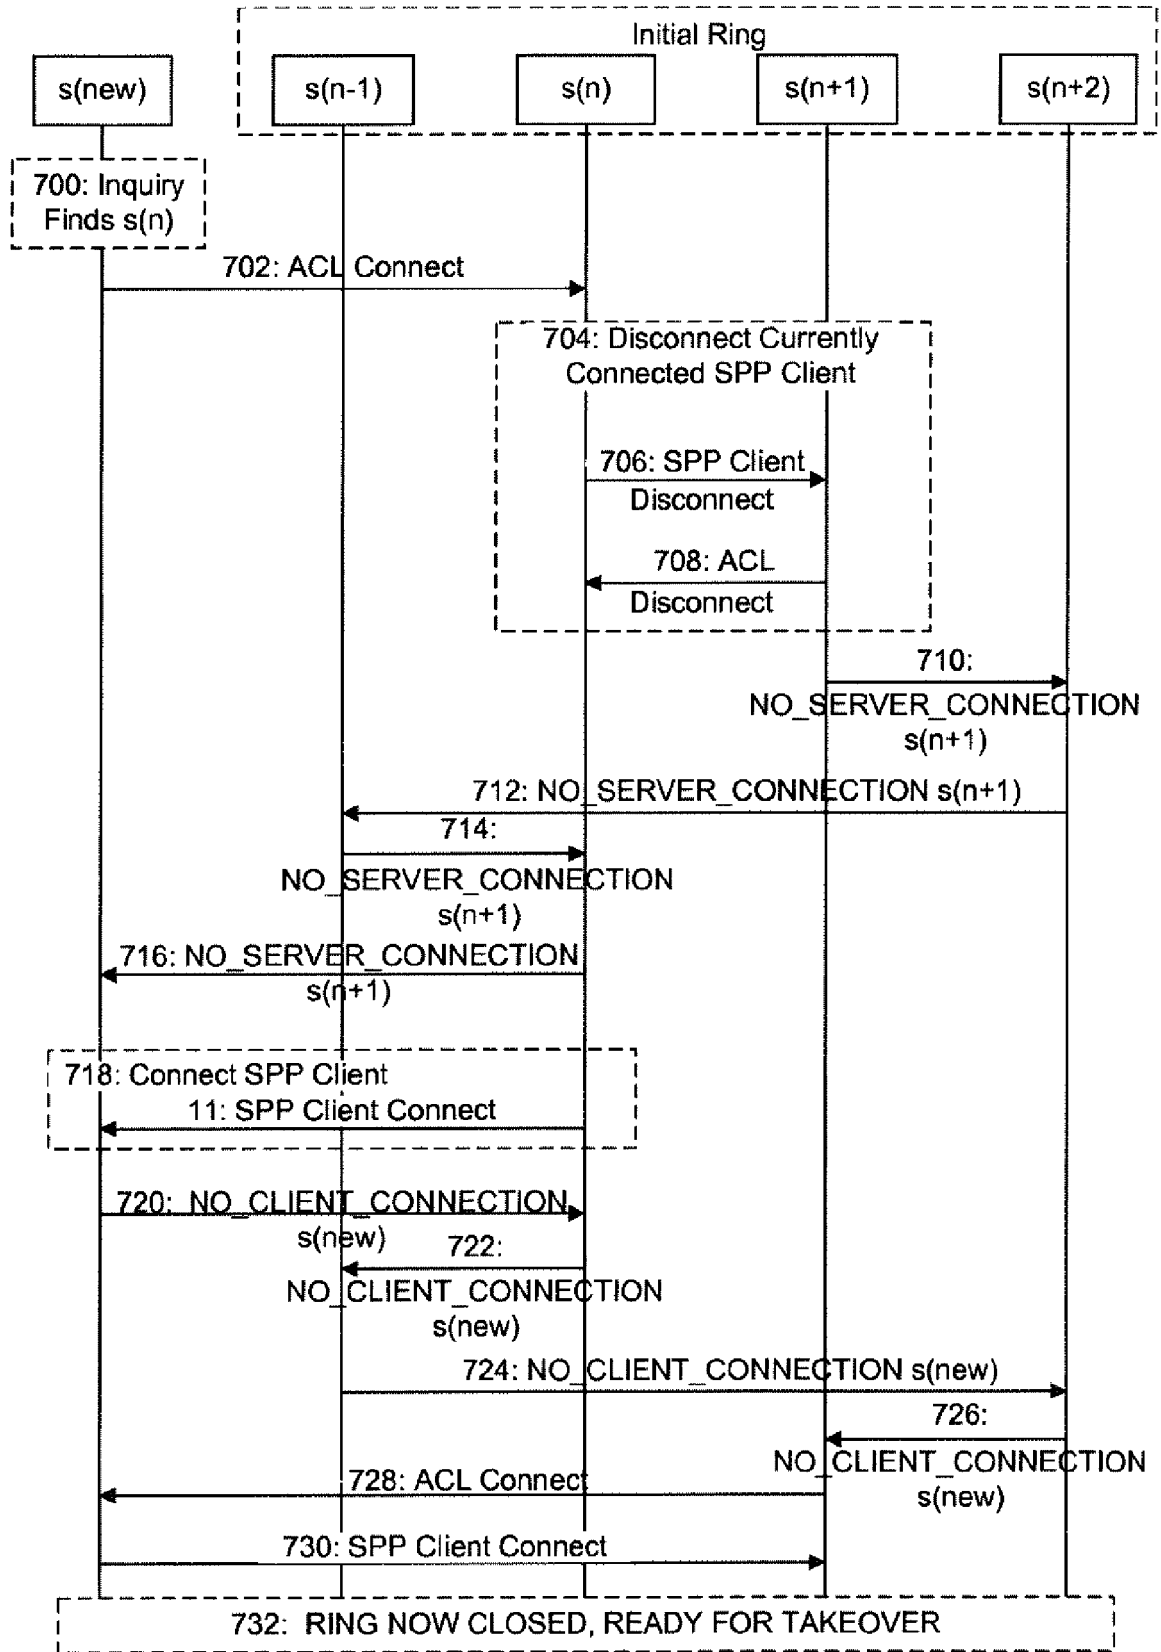 Initial Ring
s(new)
s(n-1)
s(n)
s(n+1)
s(n+2)
700: Inquiry
Finds s(n)
702: ACL Connect
704: Disconnect Currently
Connected SPP Client
706: SPP Client
Disconnect
708: ACL
Disconnect
710:
NO_SERVER_CONNECTION
s(n+1)
712: NO_SERVER_CONNECTION s(n+1)
714:
NO_SERVER_CONNECTION
s(n+1)
716: NO_SERVER_CONNECTION
s(n+1)
718: Connect SPP Client
11: SPP Client Connect
720: NO_CLIENT_CONNECTION
s(new)
722:
NO_CLIENT_CONNECTION
s(new)
724: NO_CLIENT_CONNECTION s(new)
726:
NO_CLIENT_CONNECTION
s(new)
728: ACL Connect
730: SPP Client Connect
732: RING NOW CLOSED, READY FOR TAKEOVER